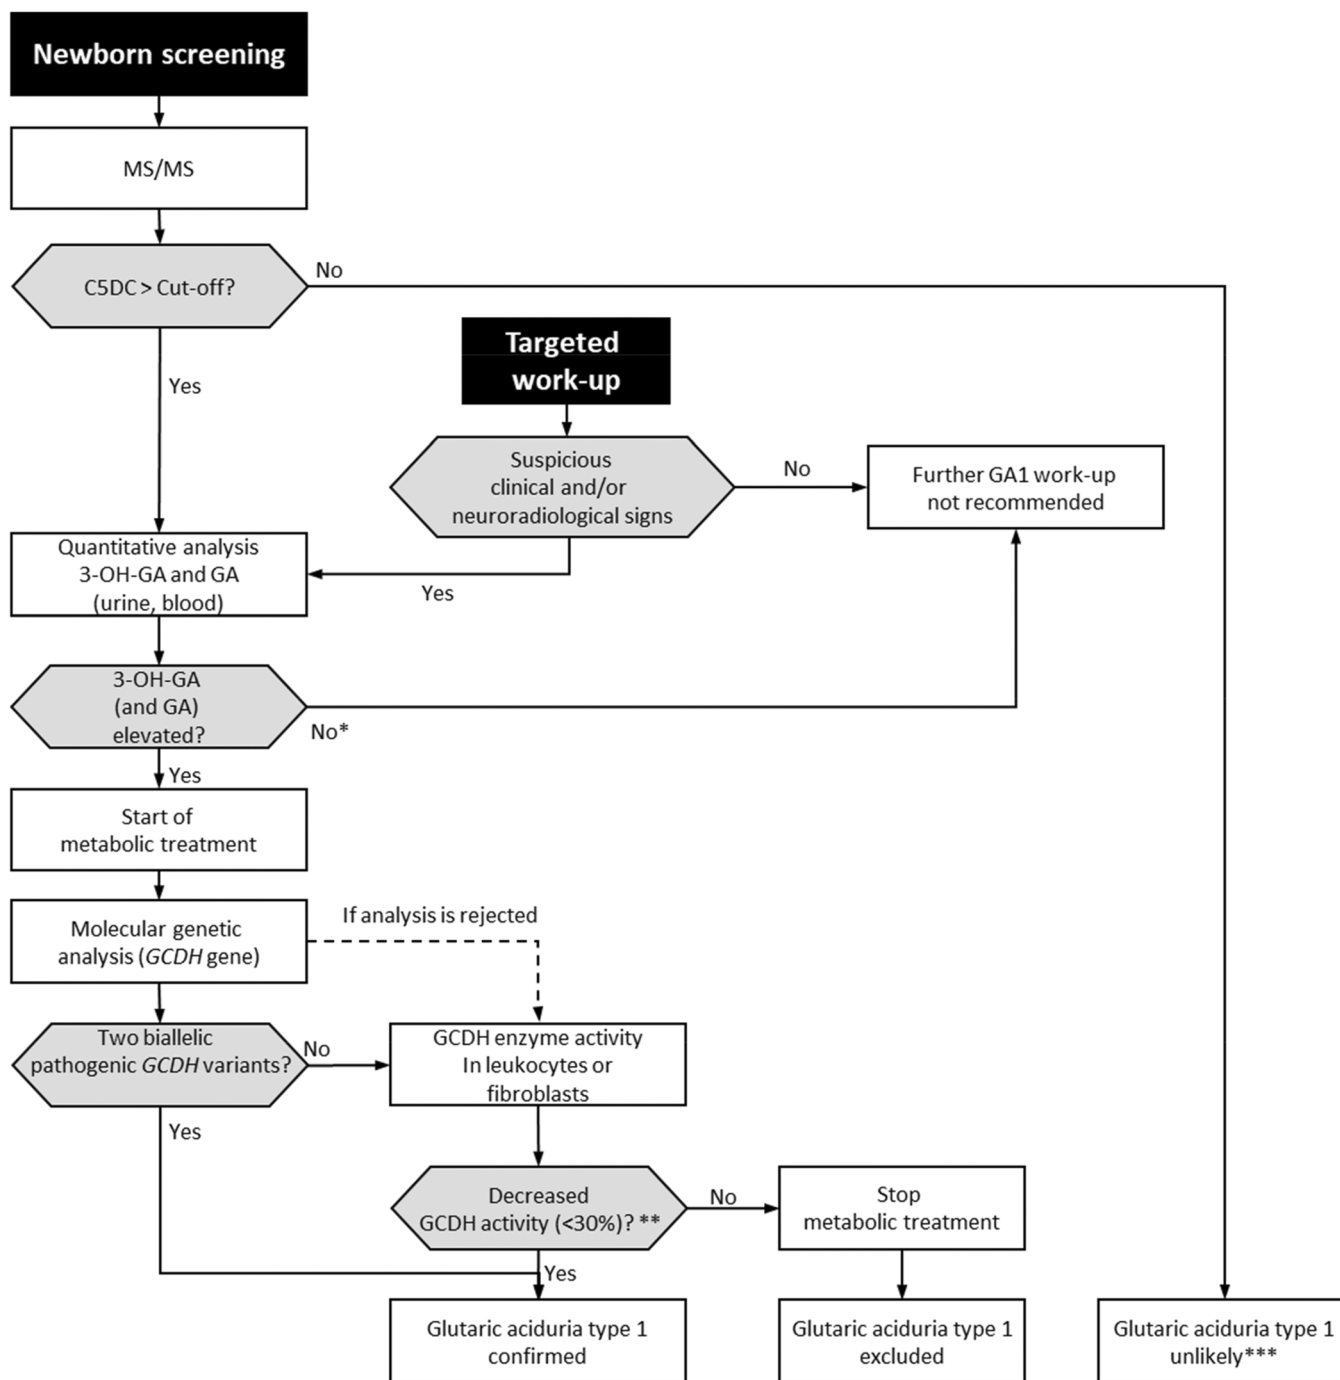 Newborn screening
MS/MS
C5DC > Cut-off?
No
Yes
Targeted
work-up
Suspicious
clinical and/or
neuroradiological signs
No
Further GA1 work-up
not recommended
Yes
Quantitative analysis
3-OH-GA and GA
(urine, blood)
3-OH-GA
(and GA)
elevated?
No*
Yes
Start of
metabolic treatment
Molecular genetic
analysis (GCDH gene)
If analysis is rejected
Two biallelic
pathogenic GCDH variants?
No
Yes
GCDH enzyme activity
In leukocytes or
fibroblasts
Decreased
GCDH activity (<30%)? **
No
Yes
Stop
metabolic treatment
Glutaric aciduria type 1
confirmed
Glutaric aciduria type 1
excluded
Glutaric aciduria type 1
unlikely***